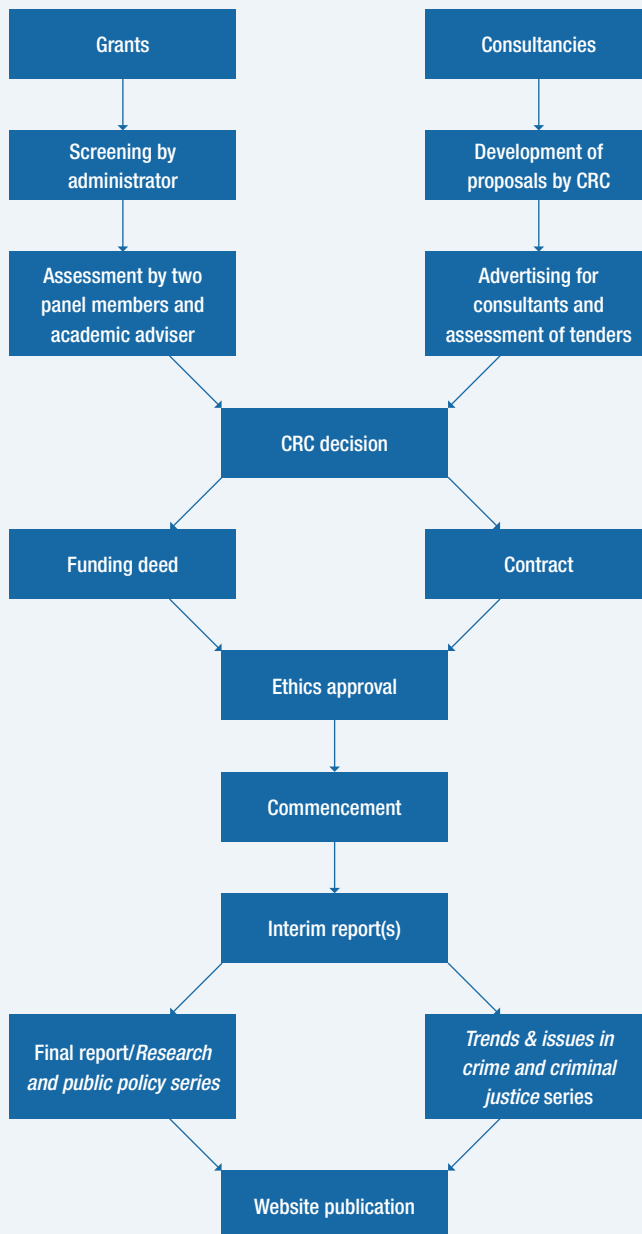 Grants
Consultancies
Screening by
administrator
Development of
proposals by CRC
Assessment by two
panel members and
academic adviser
Advertising for
consultants and
assessment of tenders
CRC decision
Funding deed
Contract
Ethics approval
Commencement
Interim report(s)
Final report/Research
and public policy series
Trends & issues in
crime and criminal
justice series
Website publication